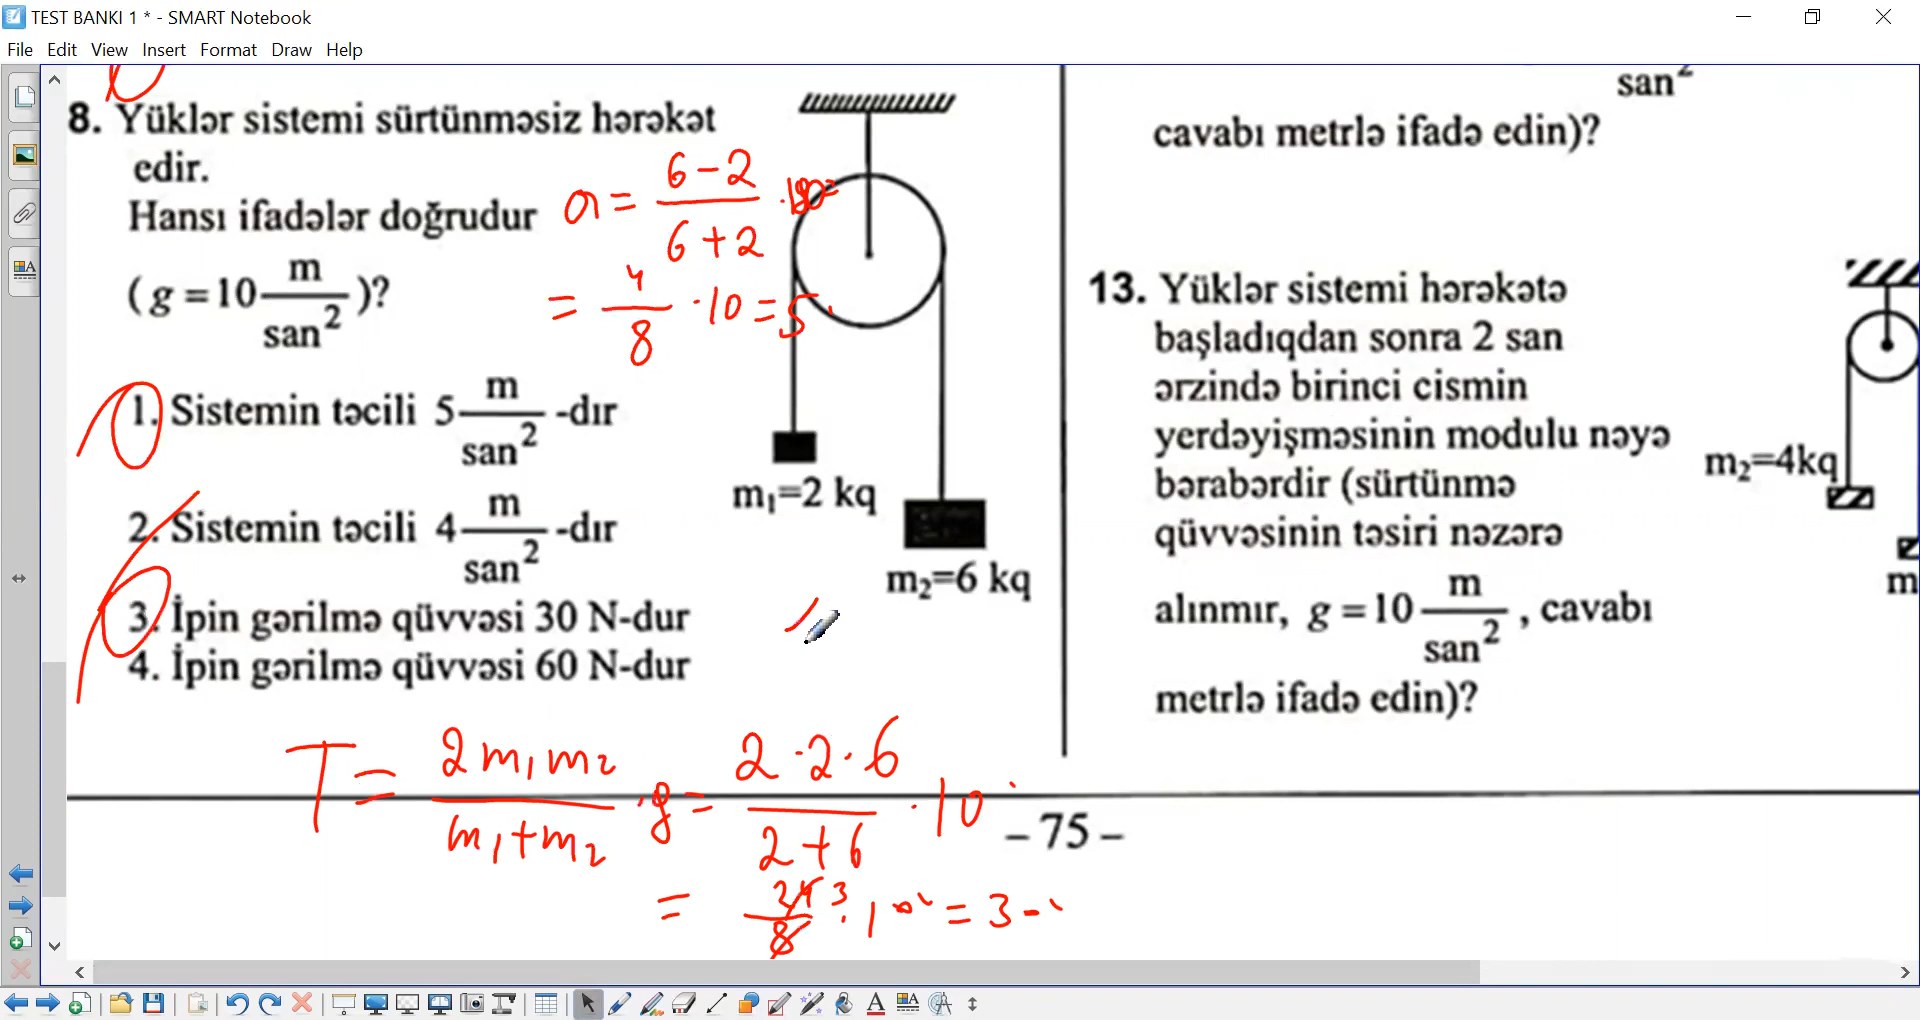 TEST BANKI 1 * - SMART Notebook
File Edit View Insert Format Draw Help
8. Yüklər sistemi sürtünməsiz hərəkət
edir.
Hansı ifadələr doğrudur
(g = 10 m/san²)?
1. Sistemin təcili 5 m/san² -dır
2. Sistemin təcili 4 m/san² -dır
3. İpin gərilmə qüvvəsi 30 N-dur
4. İpin gərilmə qüvvəsi 60 N-dur
a = (6-2)/(6+2) ·
= 4/8 · 10 = 5
m₁=2 kq
m₂=6 kq
T = 2m₁m₂/(m₁+m₂) · g = 2·2·6/(2+6) · 10
= 24/8 3
– 75 –
san²
cavabı metrlə ifadə edin)?
13. Yüklər sistemi hərəkətə
başladıqdan sonra 2 san
ərzində birinci cismin
yerdəyişməsinin modulu nəyə
bərabərdir (sürtünmə
qüvvəsinin təsiri nəzərə
alınmır, g = 10 m/san², cavabı
metrlə ifadə edin)?
m₂=4kq
m